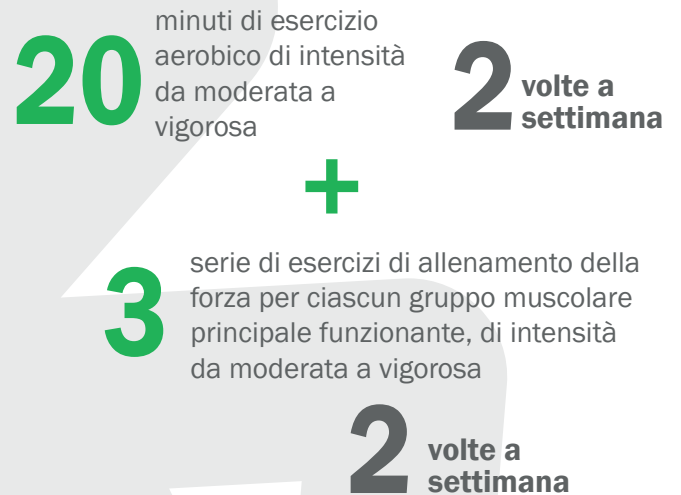 20
minuti di esercizio
aerobico di intensità
da moderata a
vigorosa
2
volte a
settimana
+
3
serie di esercizi di allenamento della
forza per ciascun gruppo muscolare
principale funzionante, di intensità
da moderata a vigorosa
2
volte a
settimana